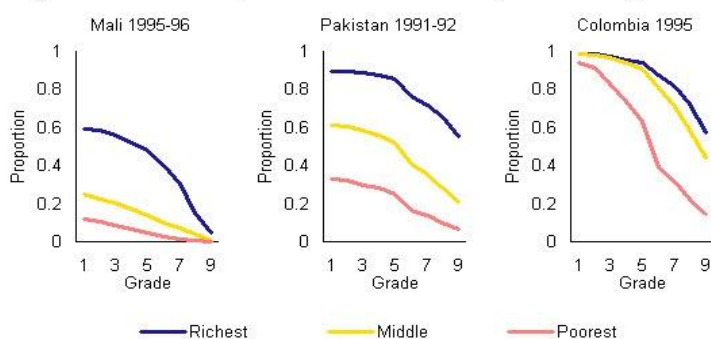 Mali 1995-96
Proportion
1
0.8
0.6
0.4
0.2
0
1 3 5 7 9
Grade
Pakistan 1991-92
Proportion
1
0.8
0.6
0.4
0.2
0
1 3 5 7 9
Grade
Colombia 1995
Proportion
1
0.8
0.6
0.4
0.2
0
1 3 5 7 9
Grade
Richest Middle Poorest